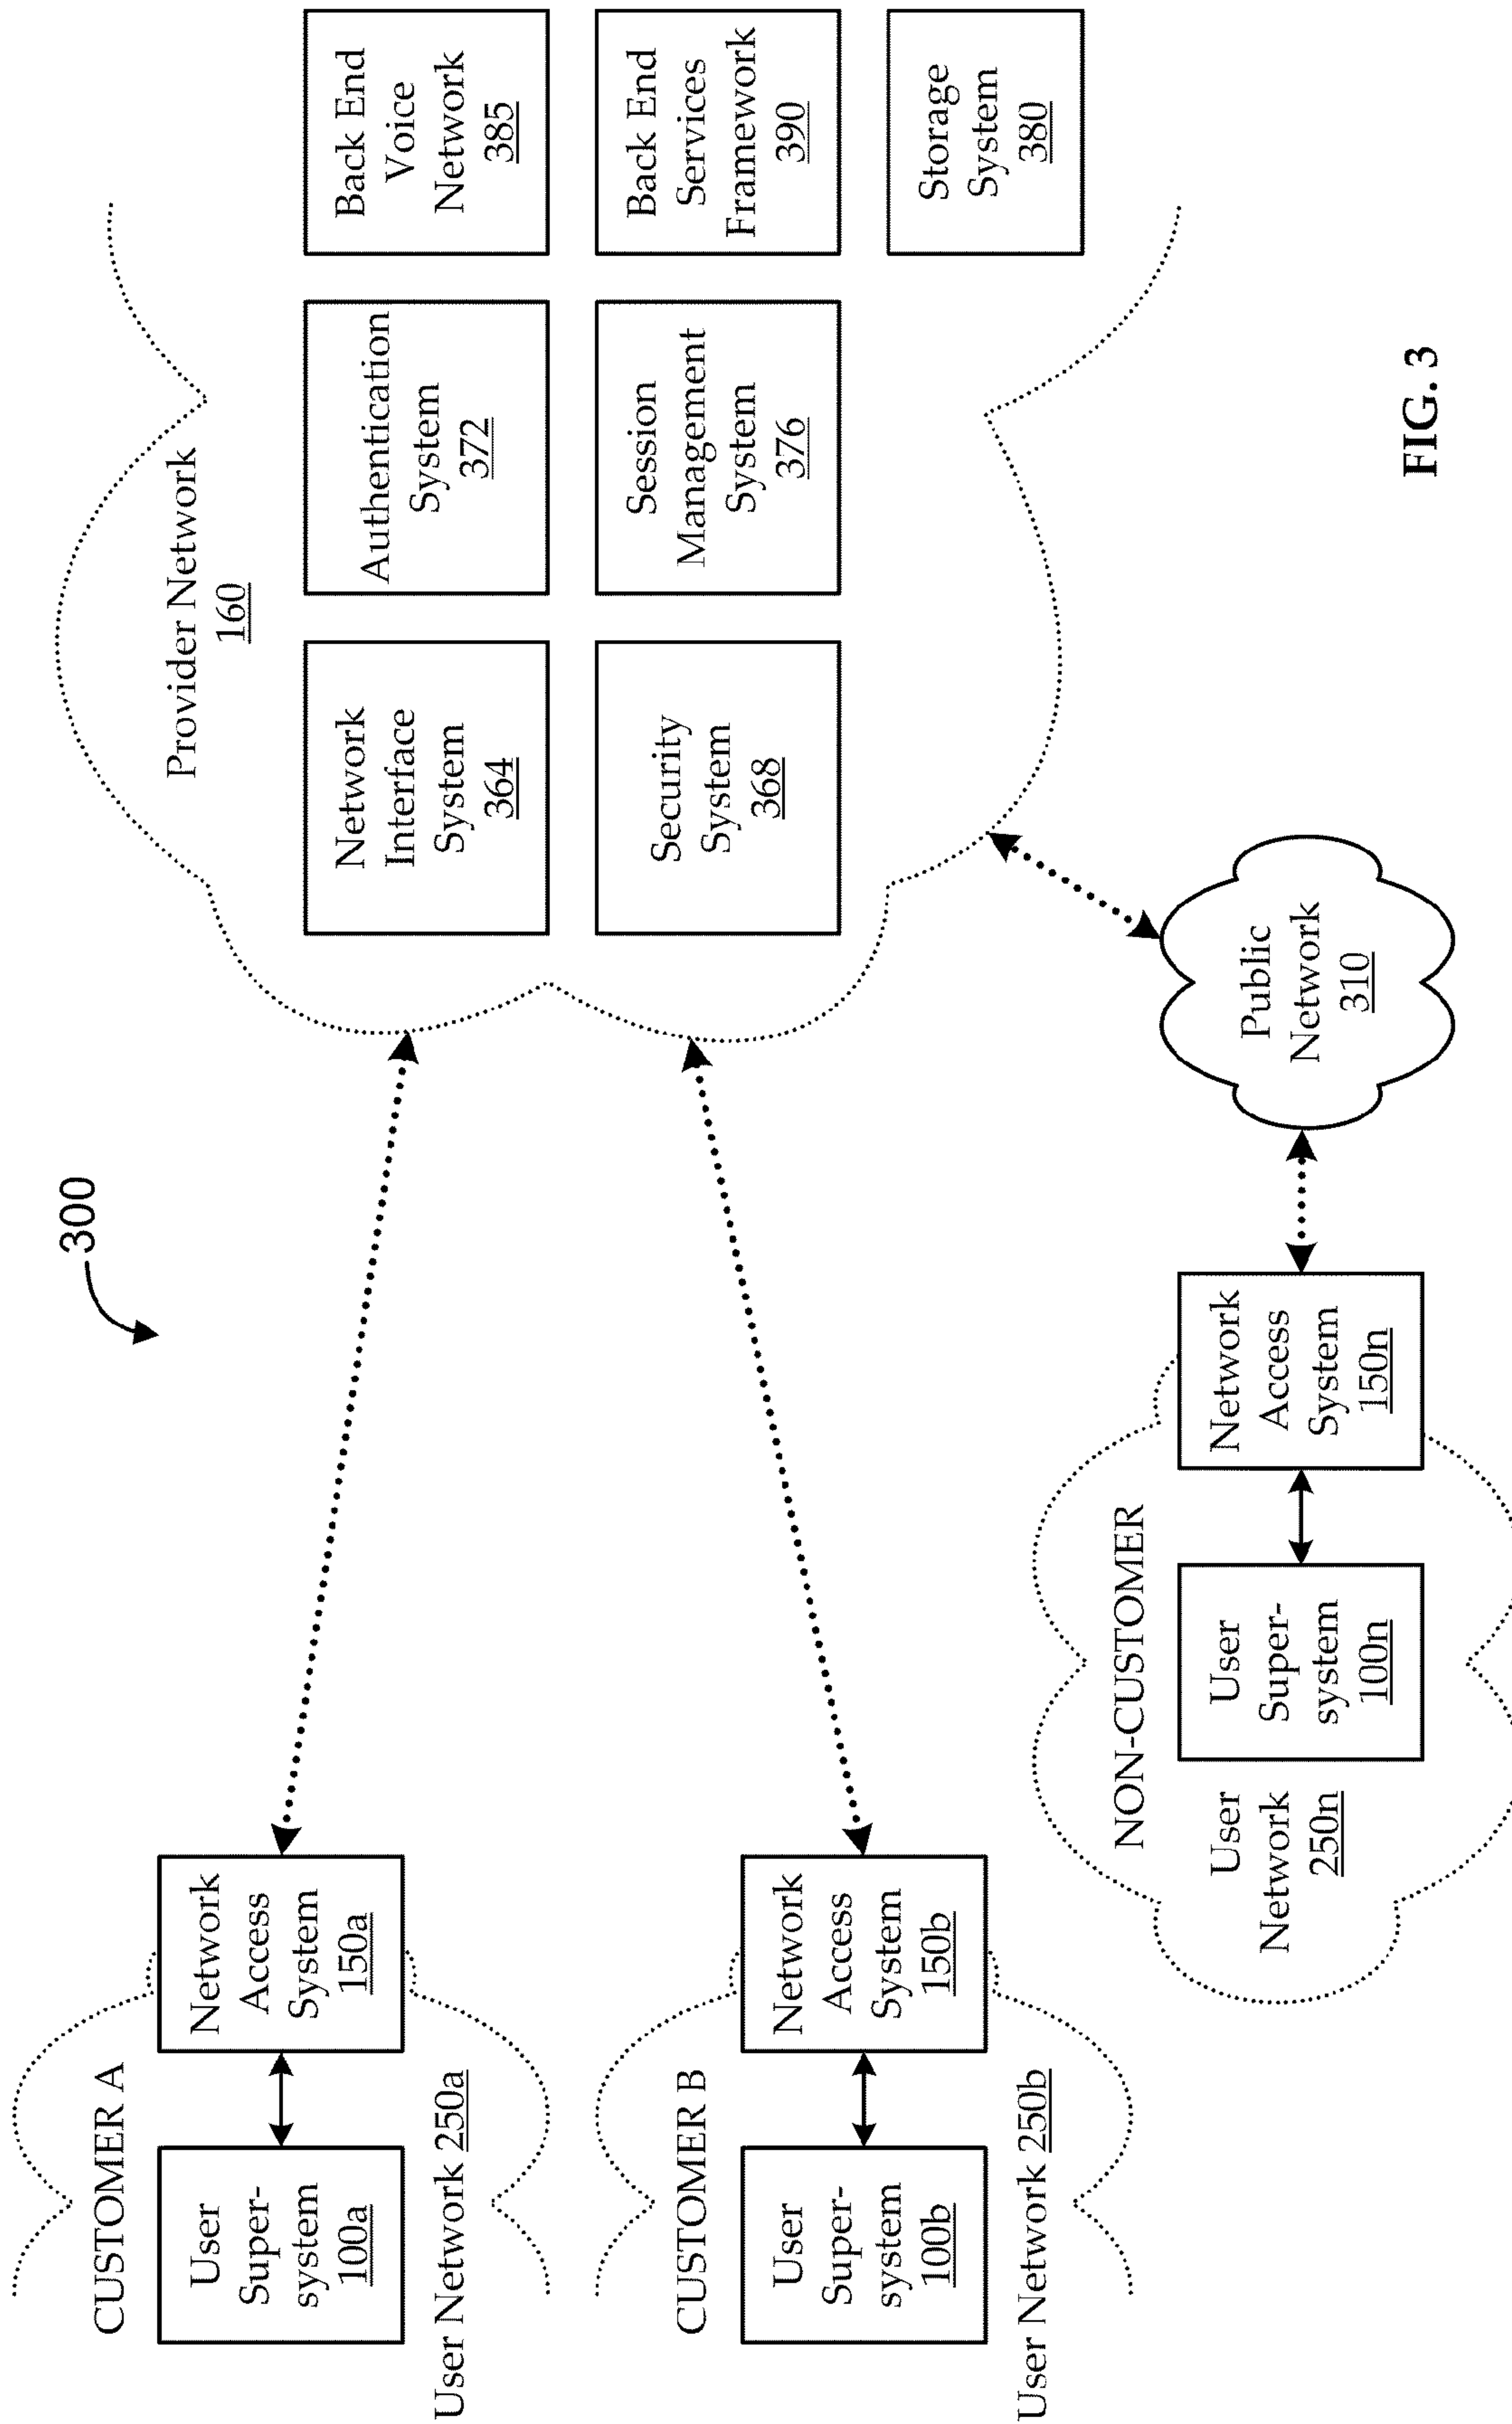 300
CUSTOMER A
User
Super-
system
100a
Network
Access
System
150a
User Network 250a
CUSTOMER B
User
Super-
system
100b
Network
Access
System
150b
User Network 250b
NON-CUSTOMER
User
Network
250n
User
Super-
system
100n
Network
Access
System
150n
Public
Network
310
Provider Network
160
Network
Interface
System
364
Authentication
System
372
Back End
Voice
Network
385
Security
System
368
Session
Management
System
376
Back End
Services
Framework
390
Storage
System
380
FIG. 3